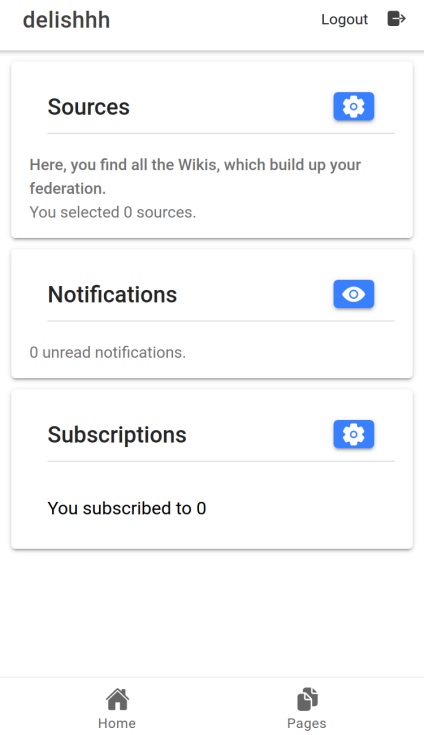 delishhh
Logout
Sources
Here, you find all the Wikis, which build up your
federation.
You selected 0 sources.
Notifications
0 unread notifications.
Subscriptions
You subscribed to 0
Home
Pages